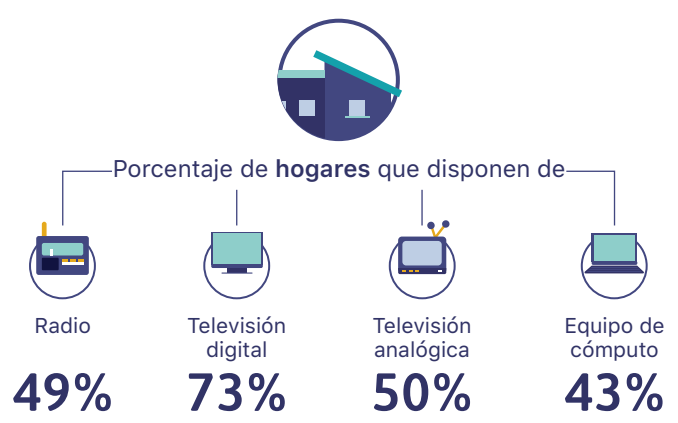 Porcentaje de hogares que disponen de
Radio
49%
Televisión
digital
73%
Televisión
analógica
50%
Equipo de
cómputo
43%